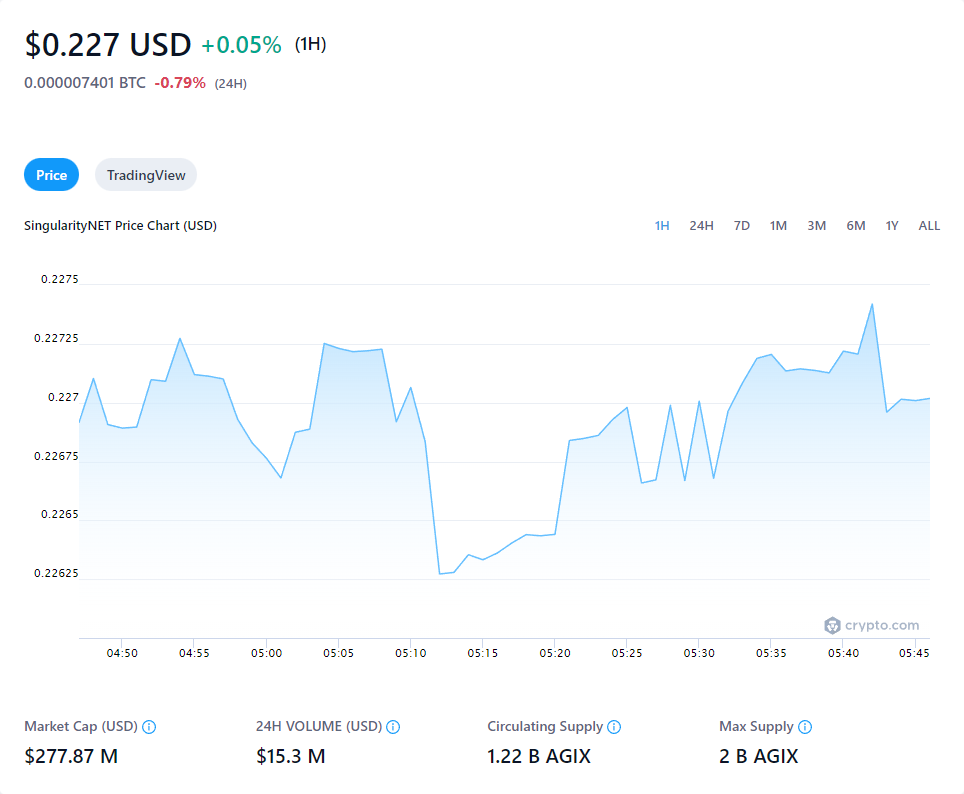 $0.227 USD +0.05% (1H)
0.000007401 BTC -0.79% (24H)
Price TradingView
SingularityNET Price Chart (USD) 1H 24H 7D 1M 3M 6M 1Y ALL
0.2275
0.22725
0.227
0.22675
0.2265
0.22625
crypto.com
04:50 04:55 05:00 05:05 05:10 05:15 05:20 05:25 05:30 05:35 05:40 05:45
Market Cap (USD) 24H VOLUME (USD) Circulating Supply Max Supply
$277.87 M $15.3 M 1.22 B AGIX 2 B AGIX